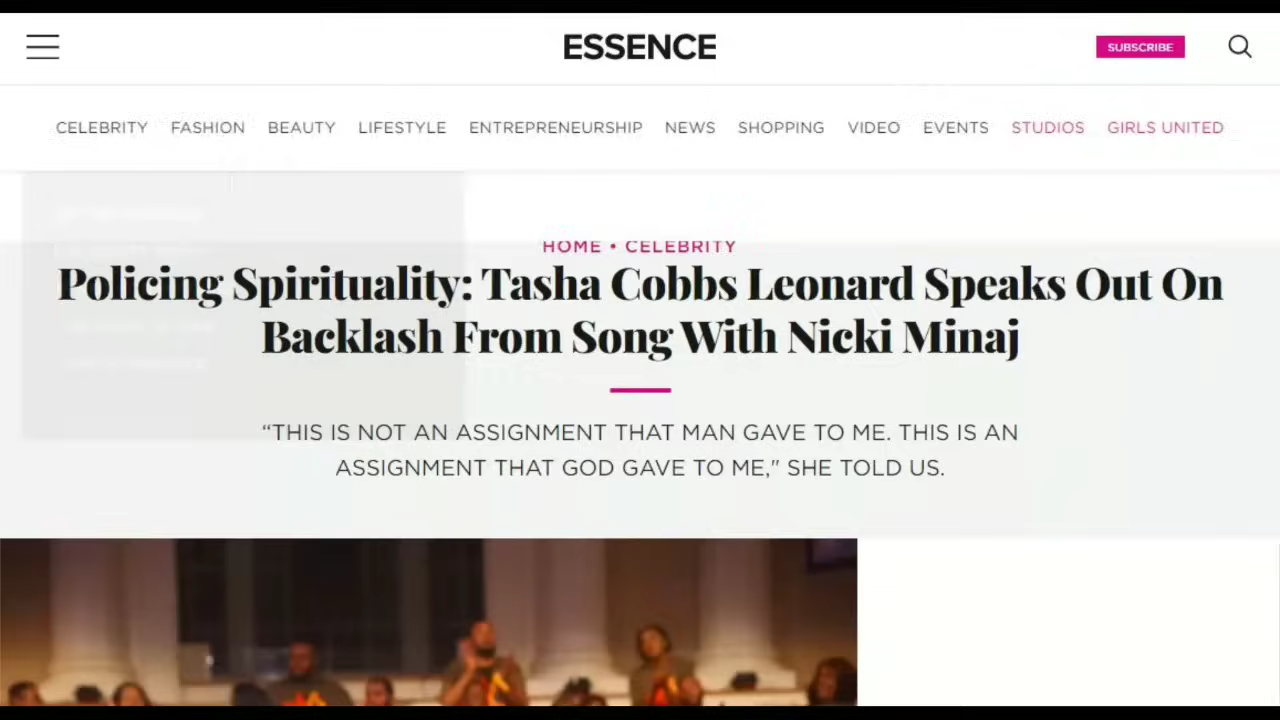 ESSENCE
SUBSCRIBE
CELEBRITY FASHION BEAUTY LIFESTYLE ENTREPRENEURSHIP NEWS SHOPPING VIDEO EVENTS STUDIOS GIRLS UNITED
HOME • CELEBRITY
Policing Spirituality: Tasha Cobbs Leonard Speaks Out On
Backlash From Song With Nicki Minaj
“THIS IS NOT AN ASSIGNMENT THAT MAN GAVE TO ME. THIS IS AN
ASSIGNMENT THAT GOD GAVE TO ME,” SHE TOLD US.